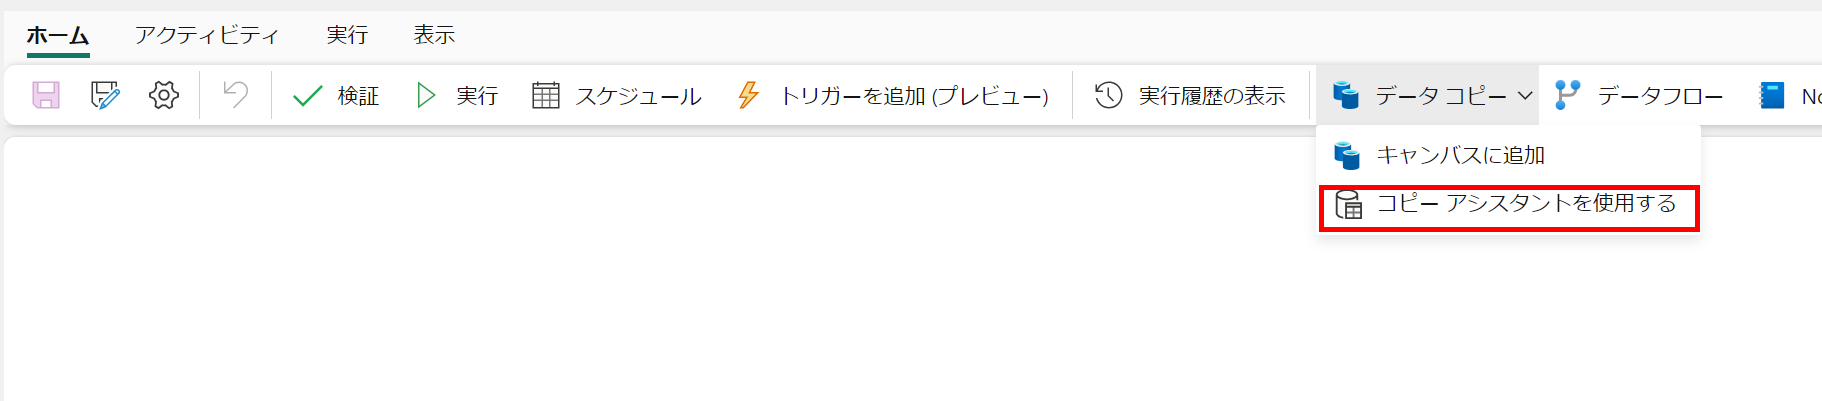 ホーム アクティビティ 実行 表示
検証 実行 スケジュール トリガーを追加 (プレビュー) 実行履歴の表示 データ コピー データフロー No
キャンバスに追加
コピー アシスタントを使用する